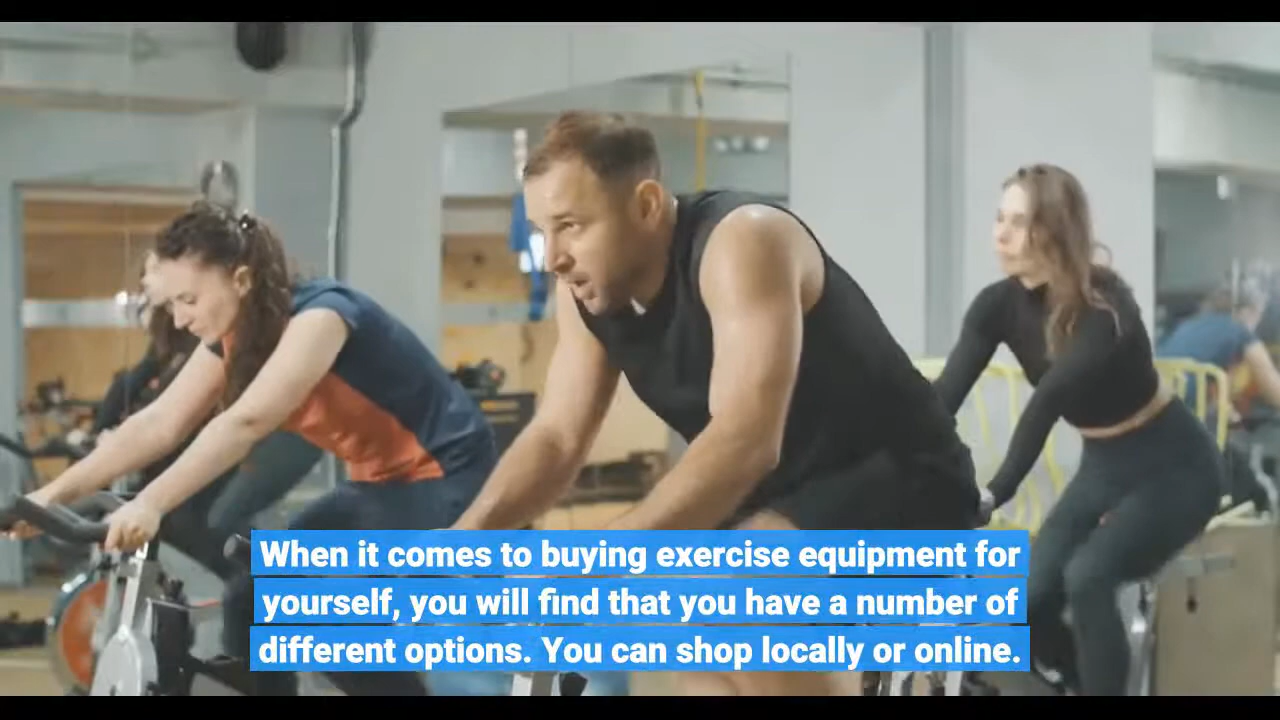 When it comes to buying exercise equipment for
yourself, you will find that you have a number of
different options. You can shop locally or online.